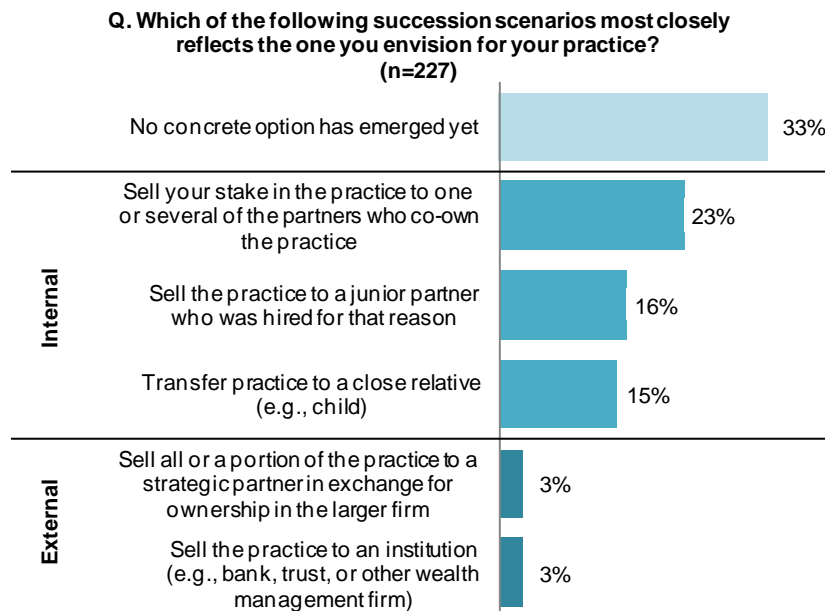 Q. Which of the following succession scenarios most closely
reflects the one you envision for your practice?
(n=227)
No concrete option has emerged yet
33%
Internal
Sell your stake in the practice to one
or several of the partners who co-own
the practice
23%
Sell the practice to a junior partner
who was hired for that reason
16%
Transfer practice to a close relative
(e.g., child)
15%
External
Sell all or a portion of the practice to a
strategic partner in exchange for
ownership in the larger firm
3%
Sell the practice to an institution
(e.g., bank, trust, or other wealth
management firm)
3%